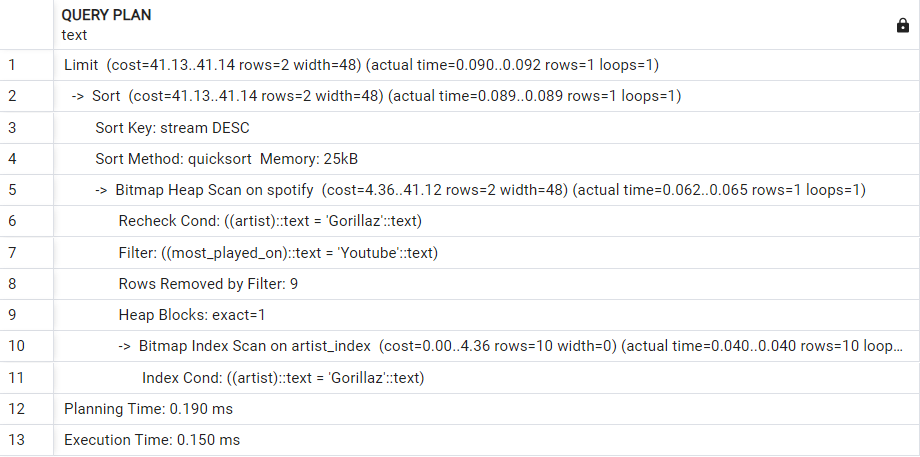 QUERY PLAN
text
1 Limit (cost=41.13..41.14 rows=2 width=48) (actual time=0.090..0.092 rows=1 loops=1)
2 -> Sort (cost=41.13..41.14 rows=2 width=48) (actual time=0.089..0.089 rows=1 loops=1)
3 Sort Key: stream DESC
4 Sort Method: quicksort Memory: 25kB
5 -> Bitmap Heap Scan on spotify (cost=4.36..41.12 rows=2 width=48) (actual time=0.062..0.065 rows=1 loops=1)
6 Recheck Cond: ((artist)::text = 'Gorillaz'::text)
7 Filter: ((most_played_on)::text = 'Youtube'::text)
8 Rows Removed by Filter: 9
9 Heap Blocks: exact=1
10 -> Bitmap Index Scan on artist_index (cost=0.00..4.36 rows=10 width=0) (actual time=0.040..0.040 rows=10 loop...
11 Index Cond: ((artist)::text = 'Gorillaz'::text)
12 Planning Time: 0.190 ms
13 Execution Time: 0.150 ms